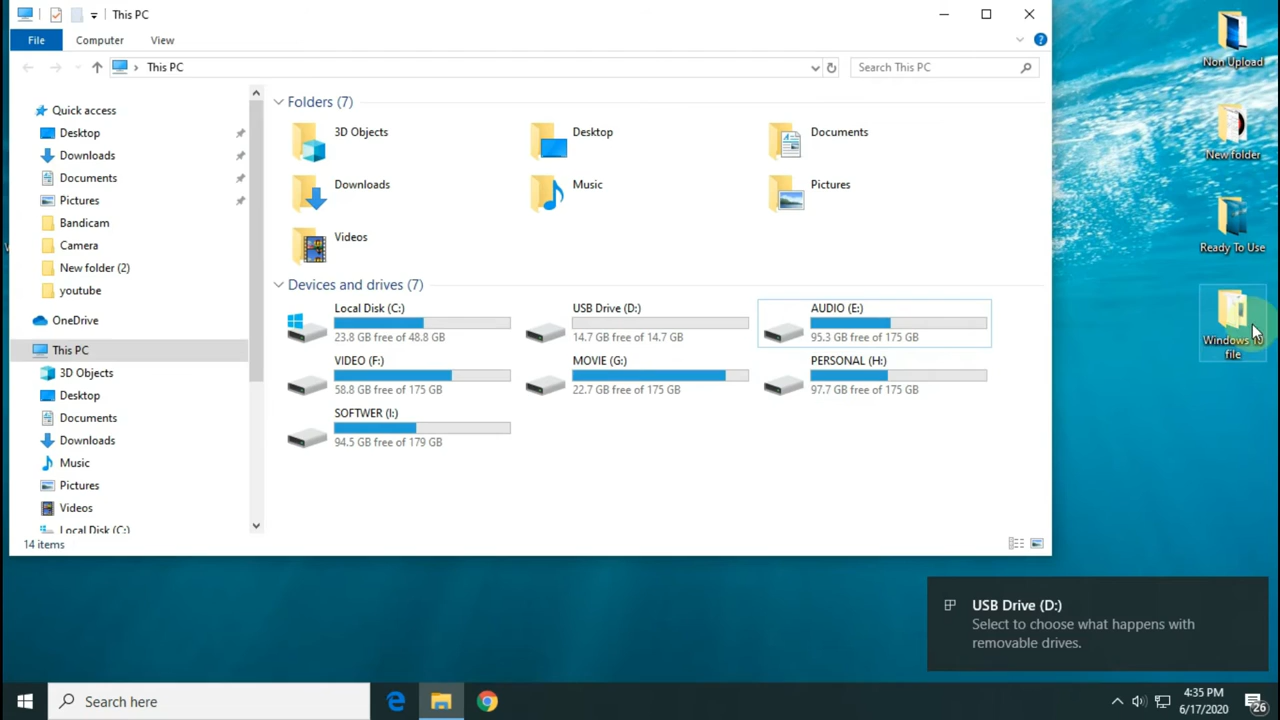 This PC
File
Computer
View
This PC
Search This PC
Quick access
Desktop
Downloads
Documents
Pictures
Bandicam
Camera
New folder (2)
youtube
OneDrive
This PC
3D Objects
Desktop
Documents
Downloads
Music
Pictures
Videos
Local Disk (C:)
Folders (7)
3D Objects
Desktop
Documents
Downloads
Music
Pictures
Videos
Devices and drives (7)
Local Disk (C:)
23.8 GB free of 48.8 GB
USB Drive (D:)
14.7 GB free of 14.7 GB
AUDIO (E:)
95.3 GB free of 175 GB
VIDEO (F:)
58.8 GB free of 175 GB
MOVIE (G:)
22.7 GB free of 175 GB
PERSONAL (H:)
97.7 GB free of 175 GB
SOFTWER (I:)
94.5 GB free of 179 GB
14 items
Non Upload
New folder
Ready To Use
Windows 10
file
USB Drive (D:)
Select to choose what happens with
removable drives.
Search here
4:35 PM
6/17/2020
26